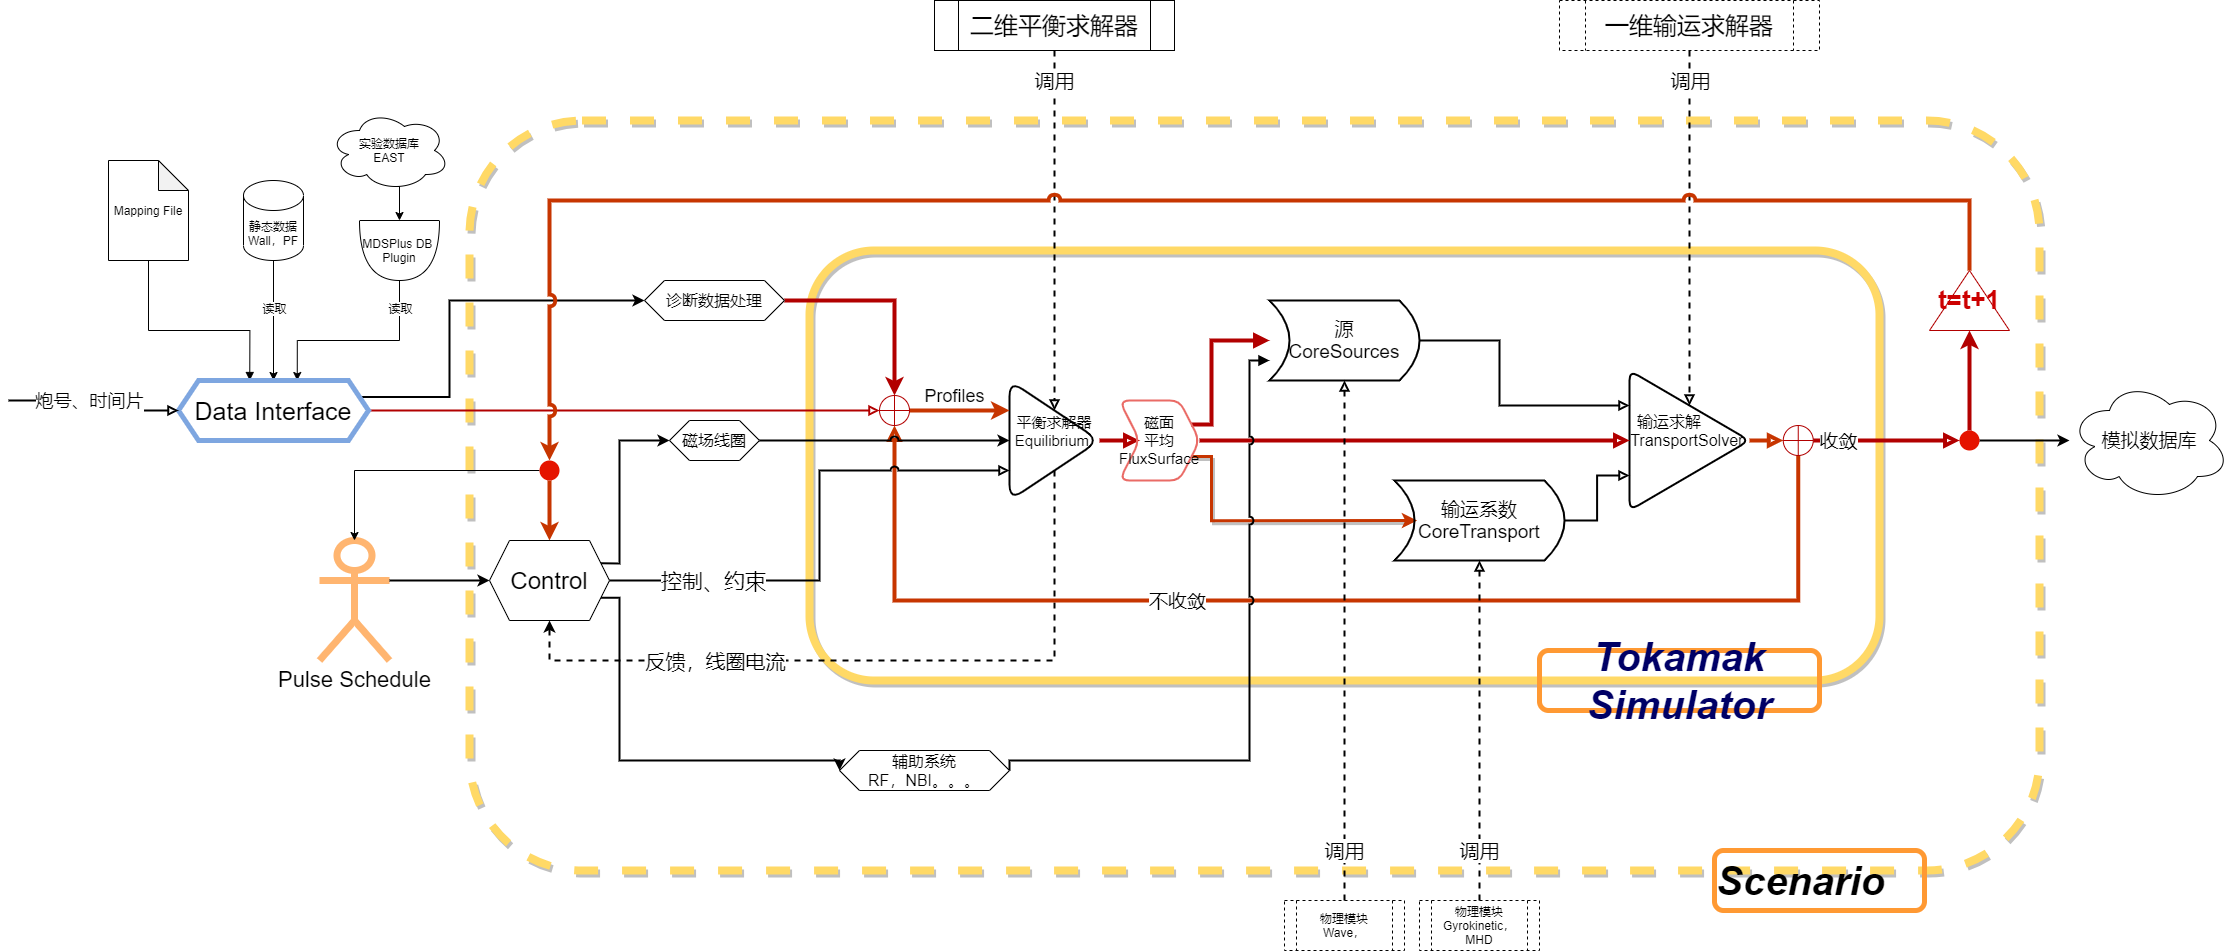 二维平衡求解器
一维输运求解器
调用
调用
实验数据库
EAST
Mapping File
静态数据
Wall，PF
MDSPlus DB
Plugin
读取
读取
诊断数据处理
t=t+1
源
CoreSources
炮号、时间片
Data Interface
Profiles
磁场线圈
平衡求解器
Equilibrium
磁面
平均
FluxSurface
输运求解
TransportSolver
收敛
模拟数据库
输运系数
CoreTransport
Control
控制、约束
不收敛
Pulse Schedule
反馈，线圈电流
Tokamak
Simulator
辅助系统
RF，NBI。。。
调用
调用
Scenario
物理模块
Wave，
物理模块
Gyrokinetic，
MHD